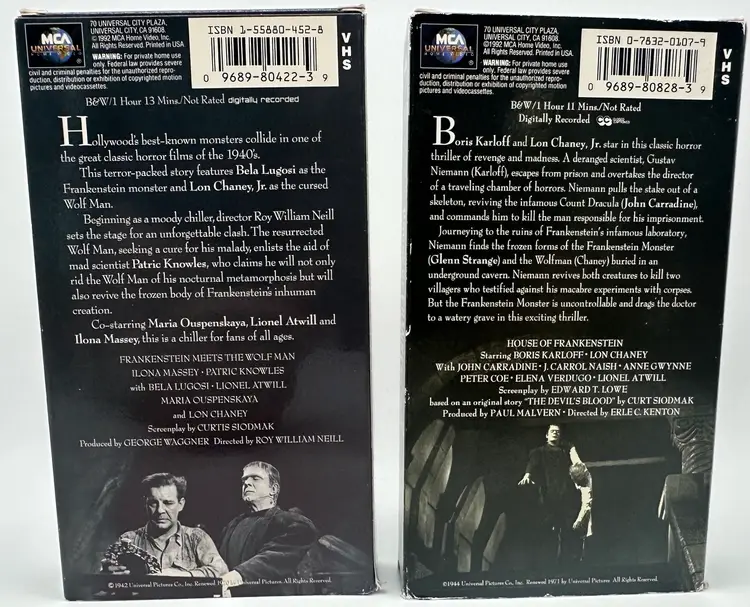 MCA
UNIVERSAL
HOME VIDEO
70 UNIVERSAL CITY PLAZA,
UNIVERSAL CITY, CA 91608.
©1992 MCA Home Video, Inc.
All Rights Reserved. Printed in USA.
WARNING: For private home use
only. Federal law provides severe
civil and criminal penalties for the unauthorized repro-
duction, distribution or exhibition of copyrighted motion
pictures and videocassettes.
ISBN 1-55880-452-8
0 9689-80422-3 9
VHS
B&W/1 Hour 13 Mins./Not Rated digitally recorded
Hollywood's best-known monsters collide in one of
the great classic horror films of the 1940's.
This terror-packed story features Bela Lugosi as the
Frankenstein monster and Lon Chaney, Jr. as the cursed
Wolf Man.
Beginning as a moody chiller, director Roy William Neill
sets the stage for an unforgettable clash. The resurrected
Wolf Man, seeking a cure for his malady, enlists the aid of
mad scientist Patric Knowles, who claims he will not only
rid the Wolf Man of his nocturnal metamorphosis but will
also revive the frozen body of Frankenstein's inhuman
creation.
Co-starring Maria Ouspenskaya, Lionel Atwill and
Ilona Massey, this is a chiller for fans of all ages.
FRANKENSTEIN MEETS THE WOLF MAN
ILONA MASSEY · PATRIC KNOWLES
with BELA LUGOSI · LIONEL ATWILL
MARIA OUSPENSKAYA
and LON CHANEY
Screenplay by CURTIS SIODMAK
Produced by GEORGE WAGGNER Directed by ROY WILLIAM NEILL
©1942 Universal Pictures Co., Inc. Renewed Universal Pictures. All Rights Reserved.
MCA
UNIVERSAL
HOME VIDEO
70 UNIVERSAL CITY PLAZA,
UNIVERSAL CITY, CA 91608.
©1992 MCA Home Video, Inc.
All Rights Reserved. Printed in USA.
WARNING: For private home use
only. Federal law provides severe
civil and criminal penalties for the unauthorized repro-
duction, distribution or exhibition of copyrighted motion
pictures and videocassettes.
ISBN 0-7832-0107-9
0 9689-80828-3 9
VHS
B&W/1 Hour 11 Mins./Not Rated
Digitally Recorded
Boris Karloff and Lon Chaney, Jr. star in this classic horror
thriller of revenge and madness. A deranged scientist, Gustav
Niemann (Karloff), escapes from prison and overtakes the director
of a traveling chamber of horrors. Niemann pulls the stake out of a
skeleton, reviving the infamous Count Dracula (John Carradine),
and commands him to kill the man responsible for his imprisonment.
Journeying to the ruins of Frankenstein's infamous laboratory,
Niemann finds the frozen forms of the Frankenstein Monster
(Glenn Strange) and the Wolfman (Chaney) buried in an
underground cavern. Niemann revives both creatures to kill two
villagers who testified against his macabre experiments with corpses.
But the Frankenstein Monster is uncontrollable and drags the doctor
to a watery grave in this exciting thriller.
HOUSE OF FRANKENSTEIN
Starring BORIS KARLOFF · LON CHANEY
With JOHN CARRADINE · J. CARROL NAISH · ANNE GWYNNE
PETER COE · ELENA VERDUGO · LIONEL ATWILL
Screenplay by EDWARD T. LOWE
based on an original story "THE DEVIL'S BLOOD" by CURT SIODMAK
Produced by PAUL MALVERN · Directed by ERLE C. KENTON
©1944 Universal Pictures Co., Inc. Renewed 1971 by Universal Pictures. All Rights Reserved.